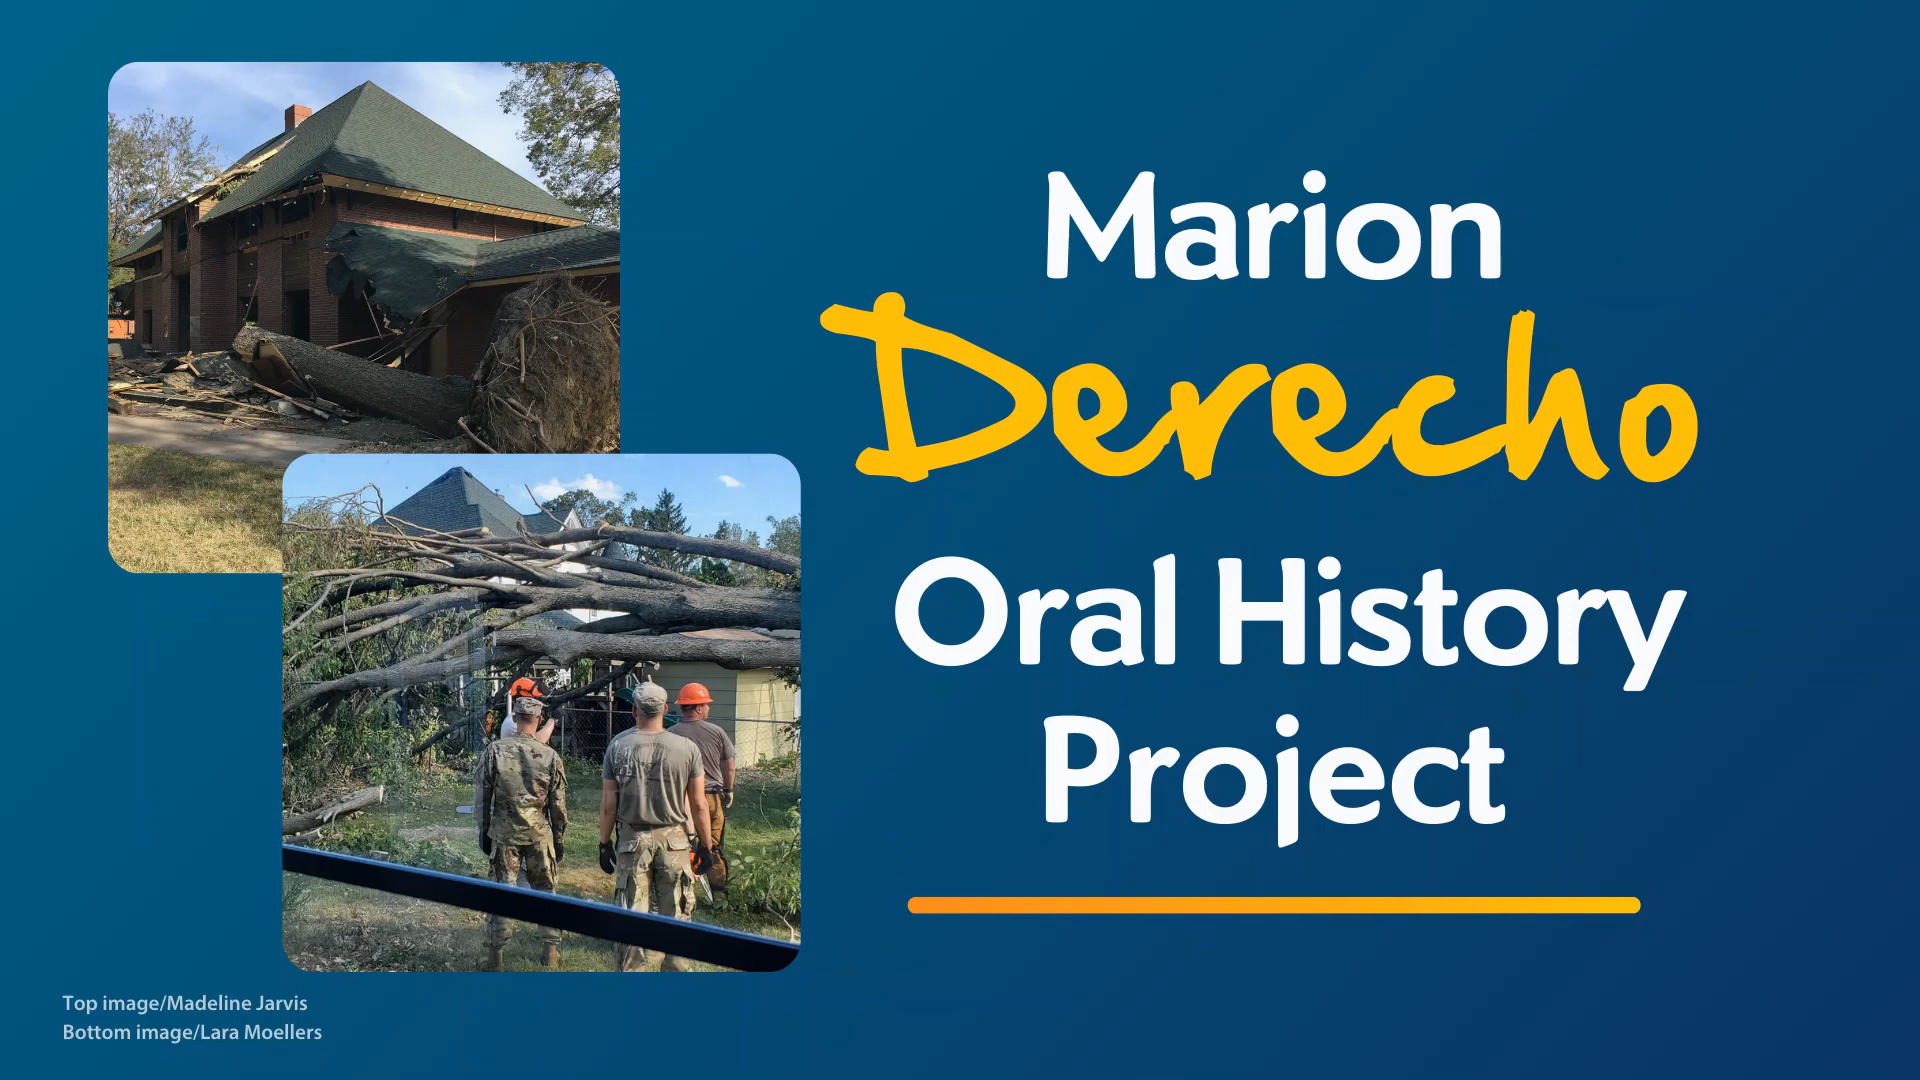 Marion
Derecho
Oral History
Project
Top image/Madeline Jarvis
Bottom image/Lara Moellers